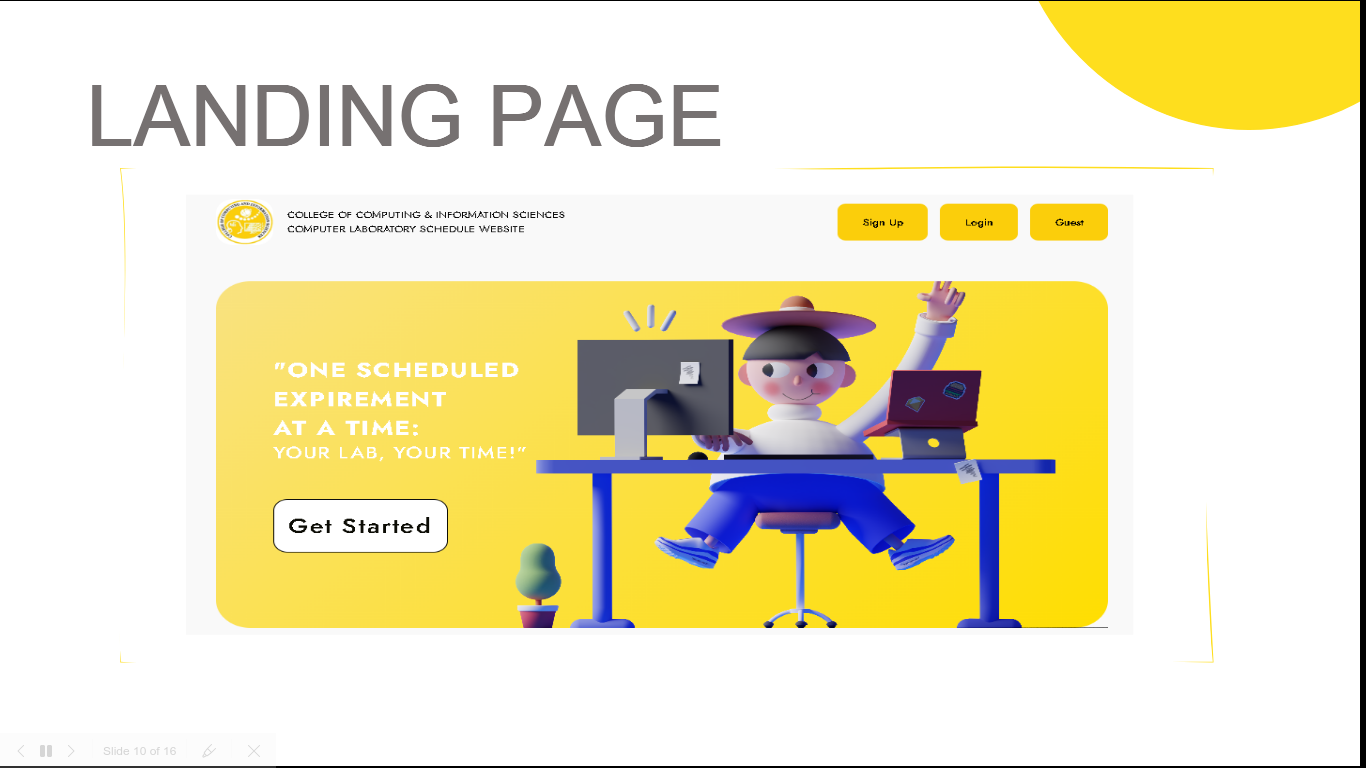 LANDING PAGE
COLLEGE OF COMPUTING & INFORMATION SCIENCES
COMPUTER LABORATORY SCHEDULE WEBSITE
Sign Up
Login
Guest
"ONE SCHEDULED
EXPIREMENT
AT A TIME:
YOUR LAB, YOUR TIME!"
Get Started
Slide 10 of 16